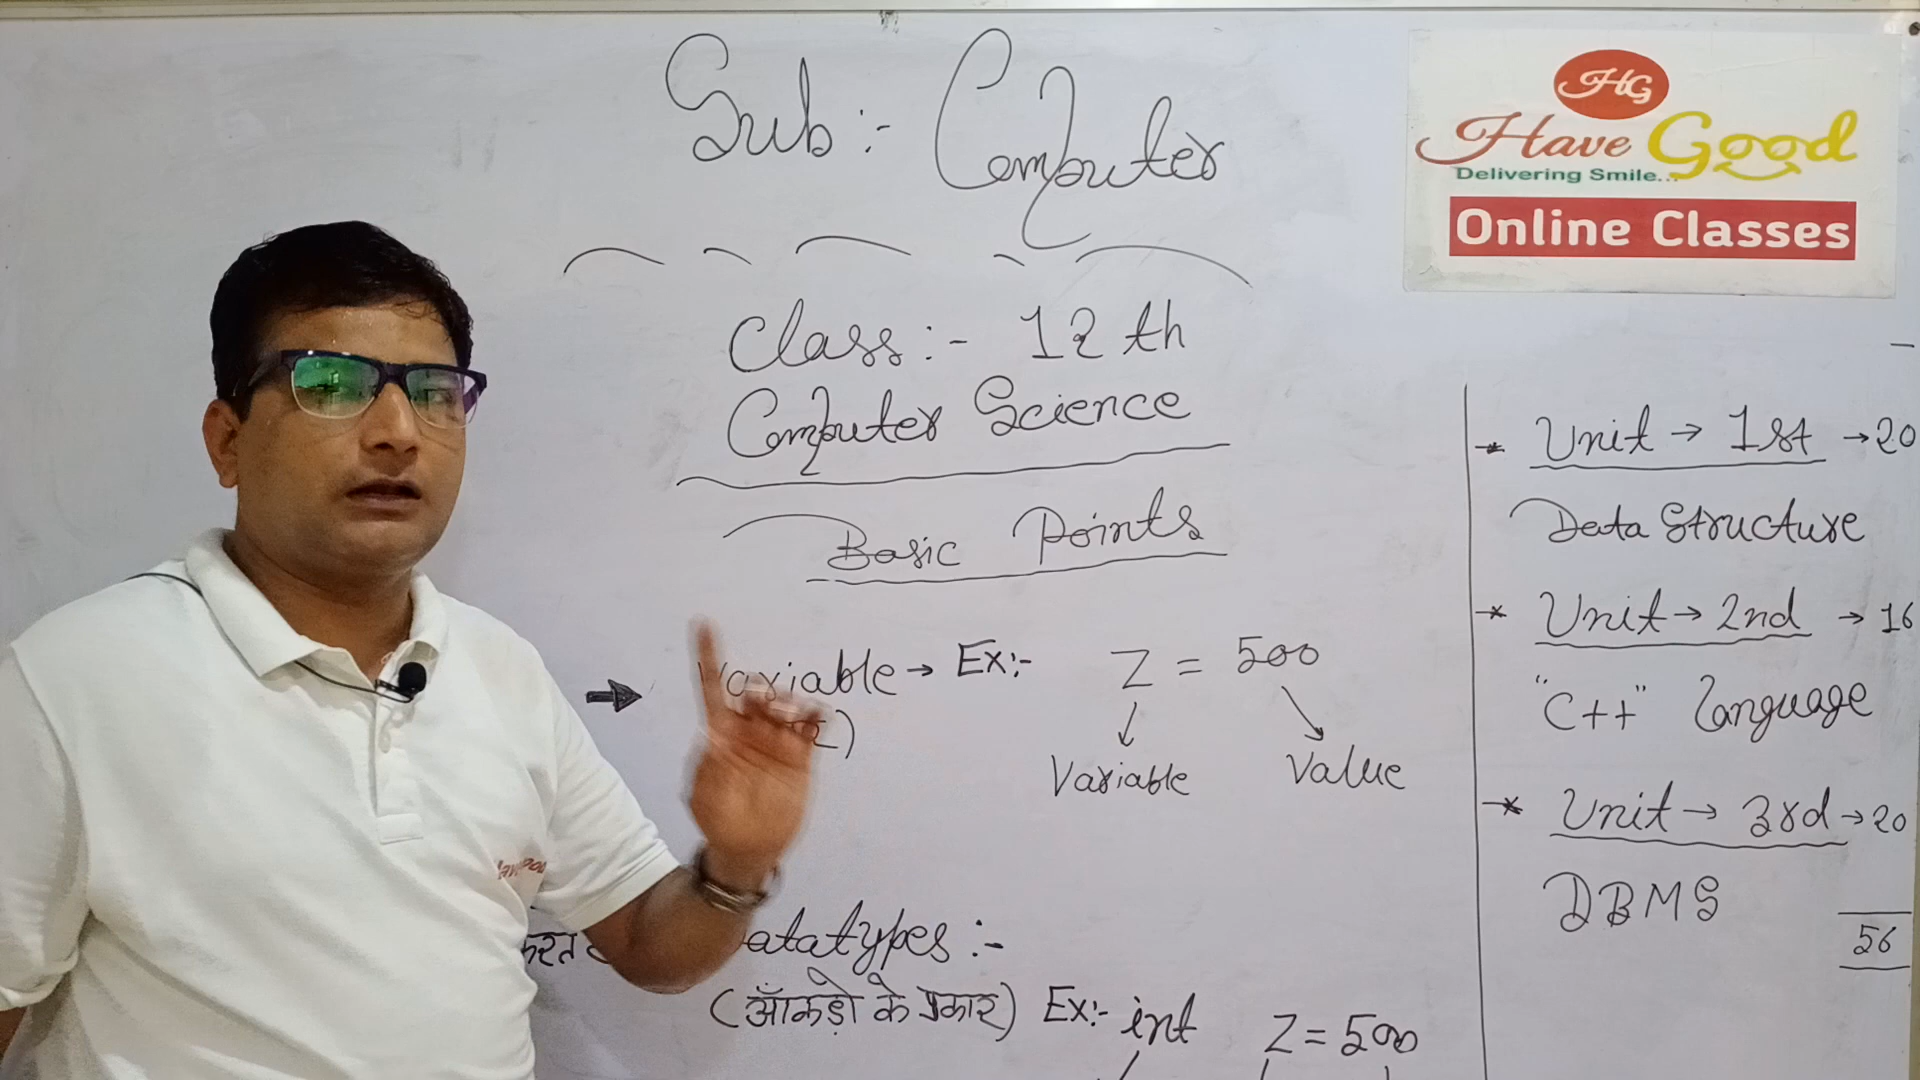 Sub:- Computer
HG
Have Good
Delivering Smile...
Online Classes
Class:- 12th
Computer Science
Basic Points
Variable → Ex:- Z = 500
Variable Value
Datatypes :-
(आँकड़ो के प्रकार) Ex:- int Z = 500
* Unit → 1st → 20
Data Structure
* Unit → 2nd → 16
"C++" Language
* Unit → 3rd → 20
DBMS
56